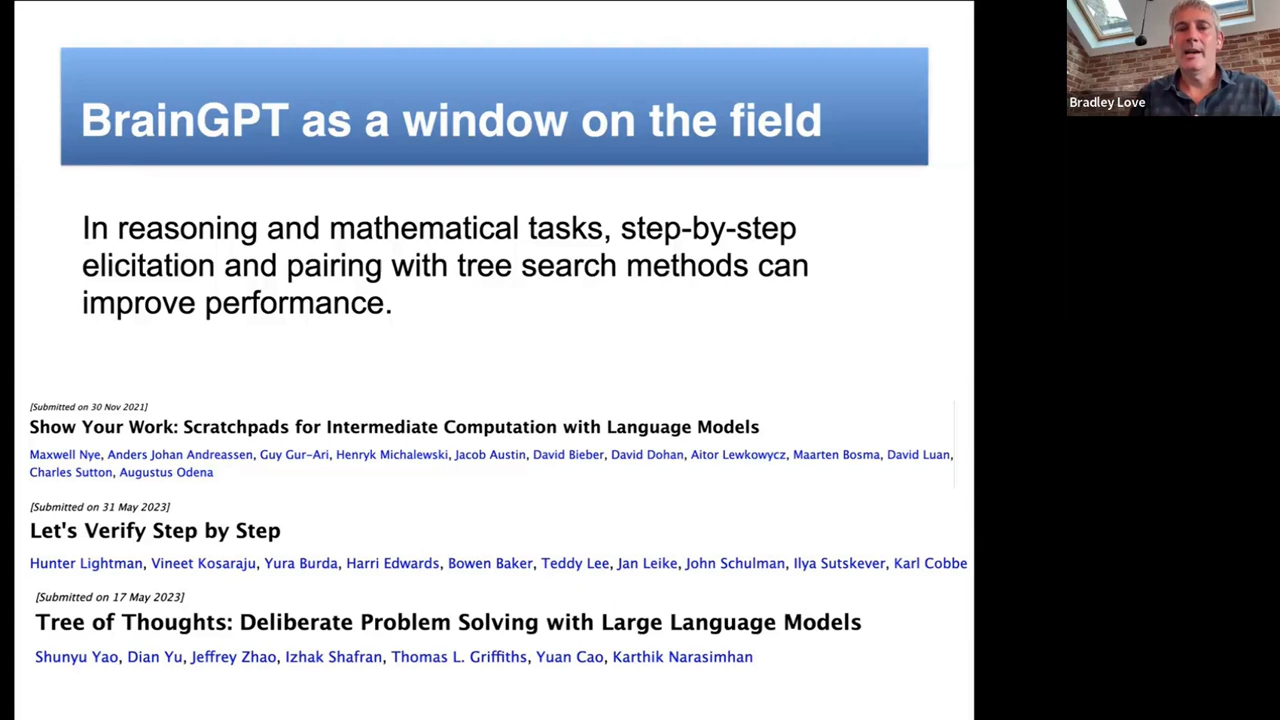 BrainGPT as a window on the field
Bradley Love
In reasoning and mathematical tasks, step-by-step
elicitation and pairing with tree search methods can
improve performance.
[Submitted on 30 Nov 2021]
Show Your Work: Scratchpads for Intermediate Computation with Language Models
Maxwell Nye, Anders Johan Andreassen, Guy Gur-Ari, Henryk Michalewski, Jacob Austin, David Bieber, David Dohan, Aitor Lewkowycz, Maarten Bosma, David Luan,
Charles Sutton, Augustus Odena
[Submitted on 31 May 2023]
Let's Verify Step by Step
Hunter Lightman, Vineet Kosaraju, Yura Burda, Harri Edwards, Bowen Baker, Teddy Lee, Jan Leike, John Schulman, Ilya Sutskever, Karl Cobbe
[Submitted on 17 May 2023]
Tree of Thoughts: Deliberate Problem Solving with Large Language Models
Shunyu Yao, Dian Yu, Jeffrey Zhao, Izhak Shafran, Thomas L. Griffiths, Yuan Cao, Karthik Narasimhan